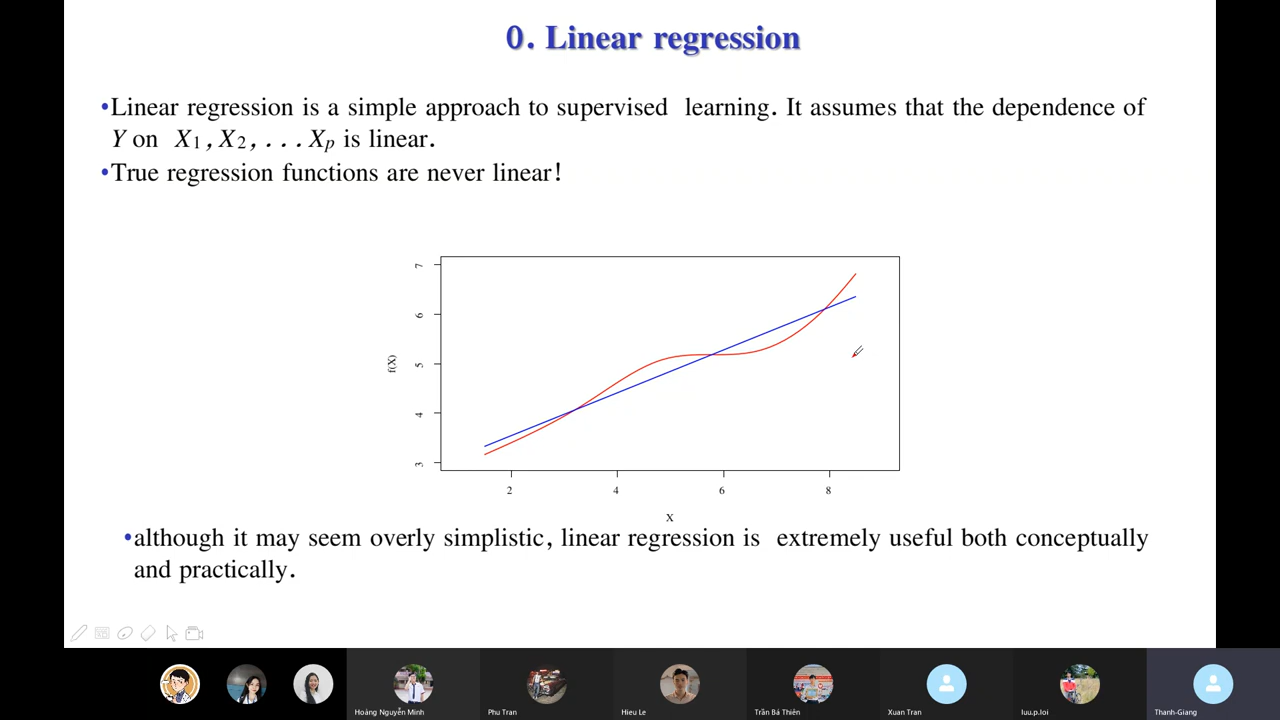 0. Linear regression
•Linear regression is a simple approach to supervised learning. It assumes that the dependence of
Y on X1, X2, . . . Xp is linear.
•True regression functions are never linear!
7
6
5
4
3
f(X)
2 4 6 8
X
•although it may seem overly simplistic, linear regression is extremely useful both conceptually
and practically.
Hoàng Nguyễn Minh Phu Tran Hieu Le Trần Bá Thiên Xuan Tran luu.p.loi Thanh-Giang